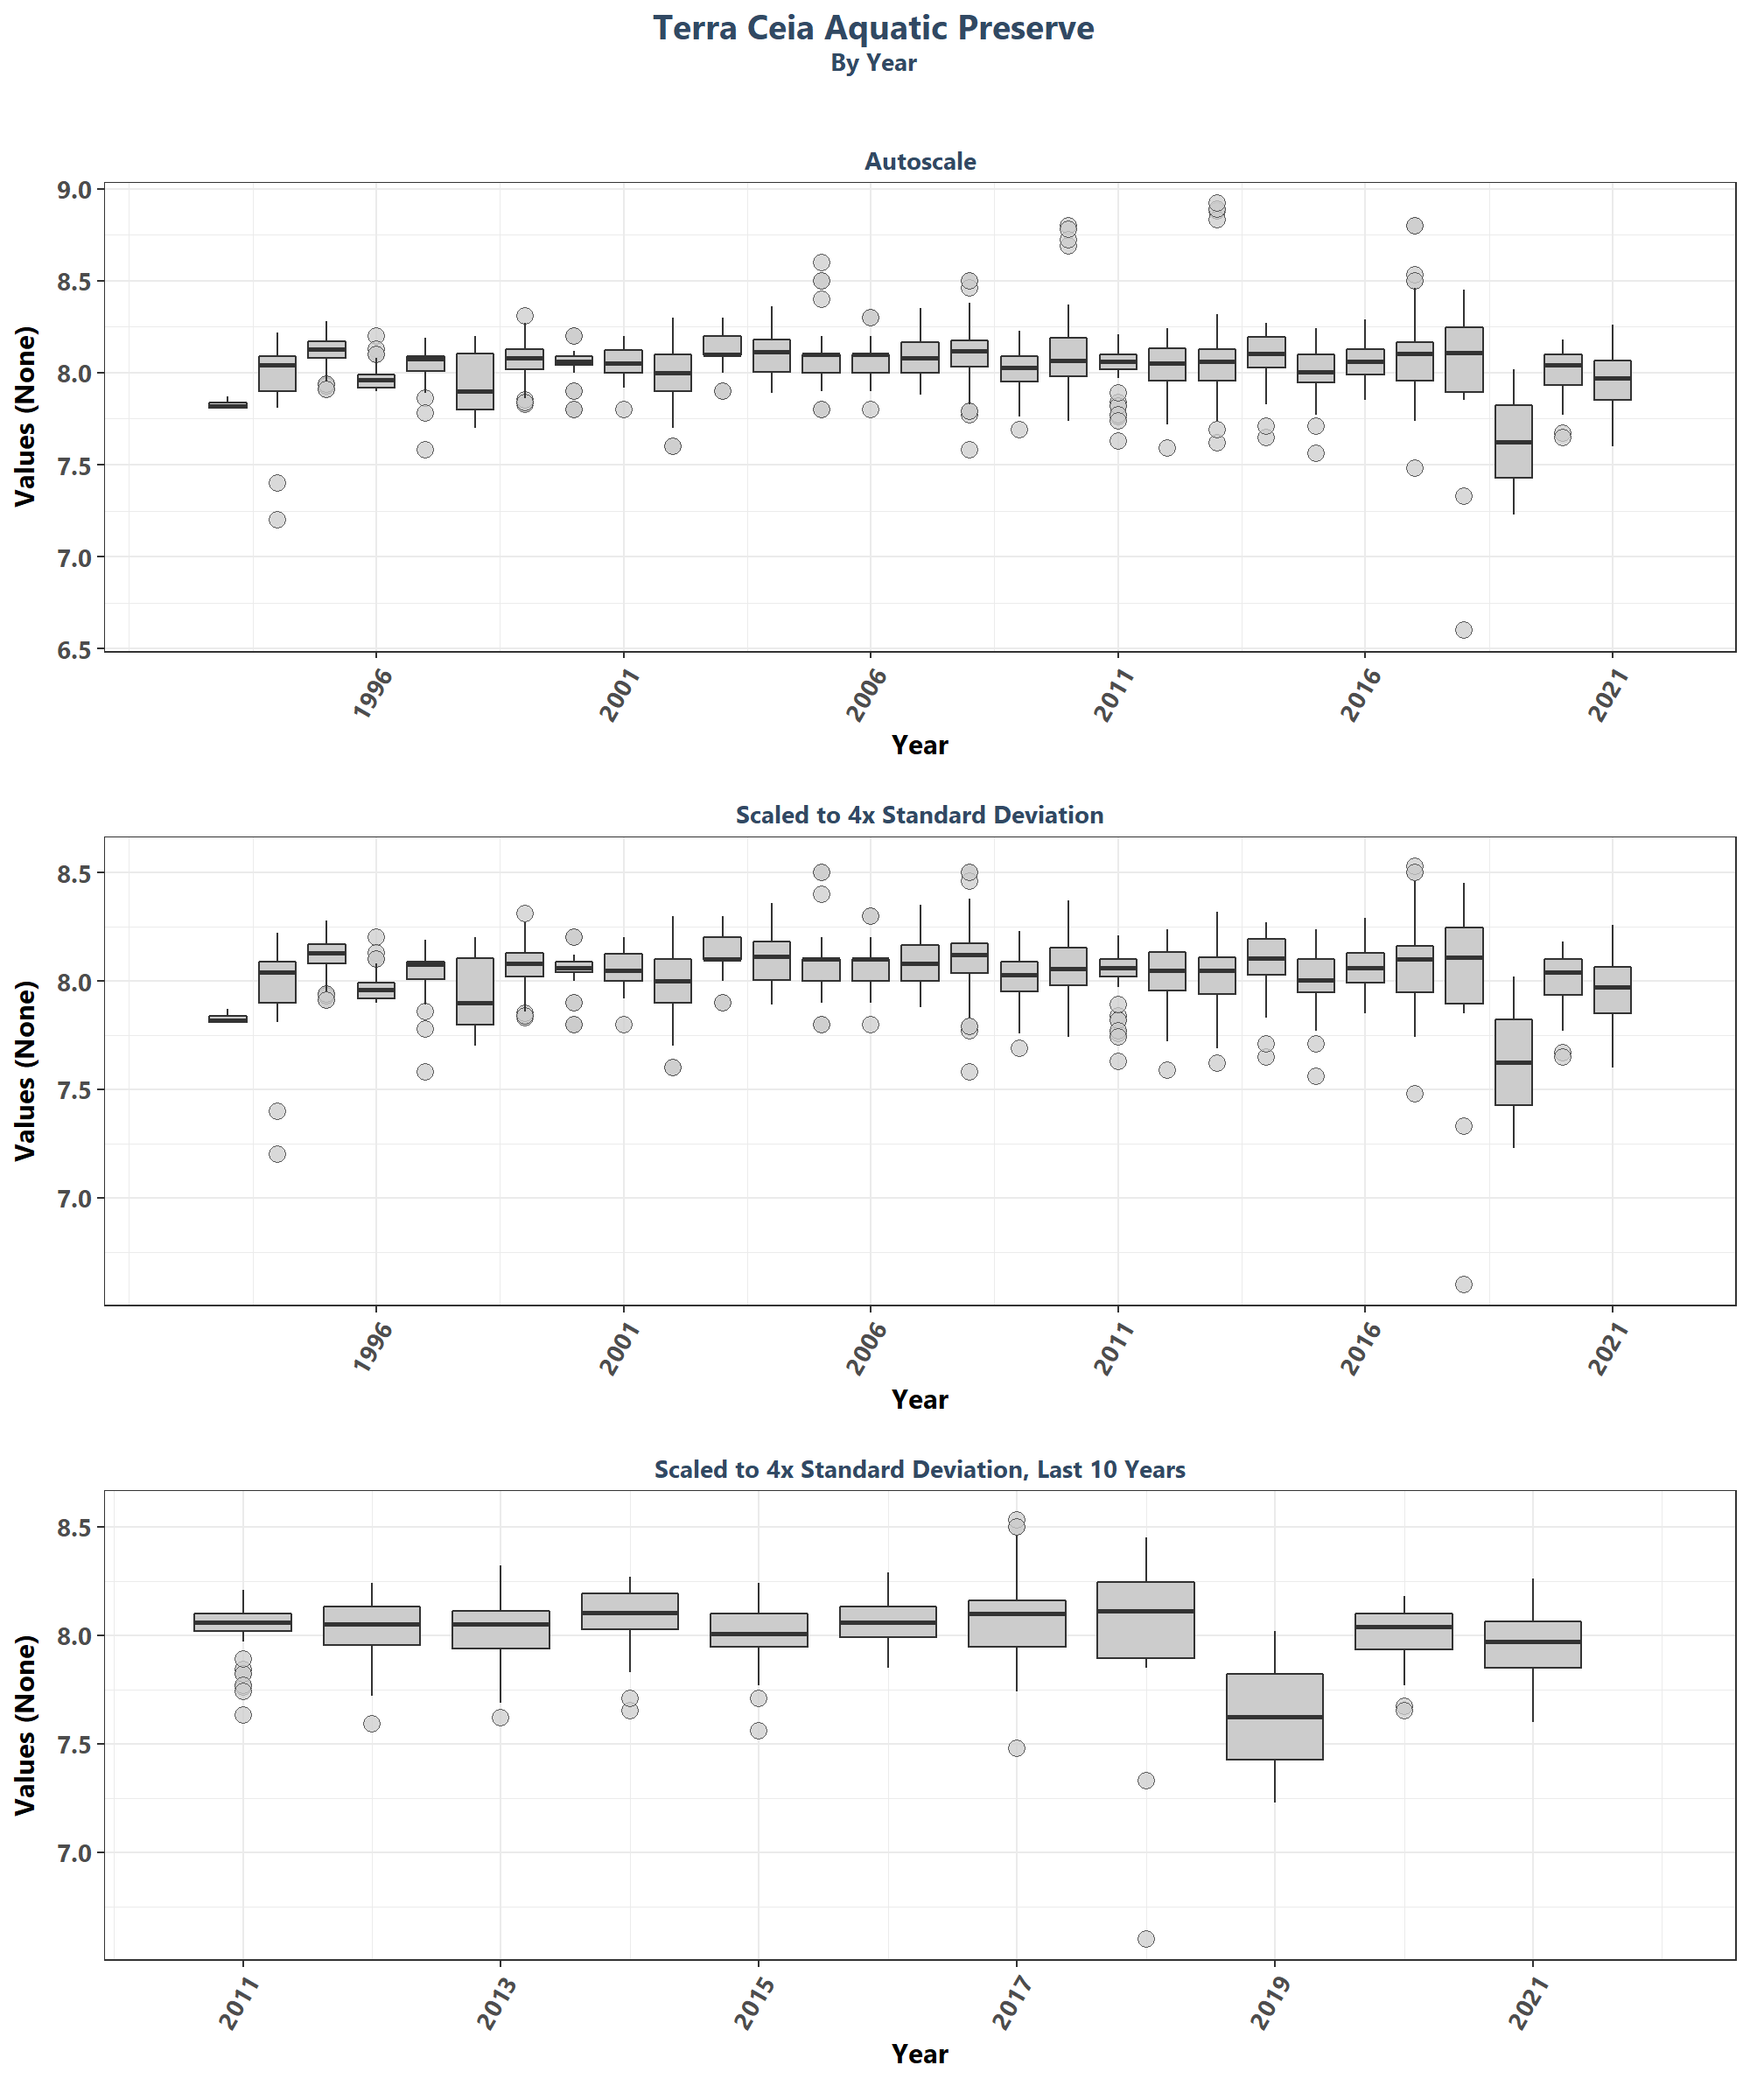 Terra Ceia Aquatic Preserve
By Year
Autoscale
Values (None)
9.0
8.5
8.0
7.5
7.0
6.5
1996 2001 2006 2011 2016 2021
Year
Scaled to 4x Standard Deviation
Values (None)
8.5
8.0
7.5
7.0
1996 2001 2006 2011 2016 2021
Year
Scaled to 4x Standard Deviation, Last 10 Years
Values (None)
8.5
8.0
7.5
7.0
2011 2013 2015 2017 2019 2021
Year